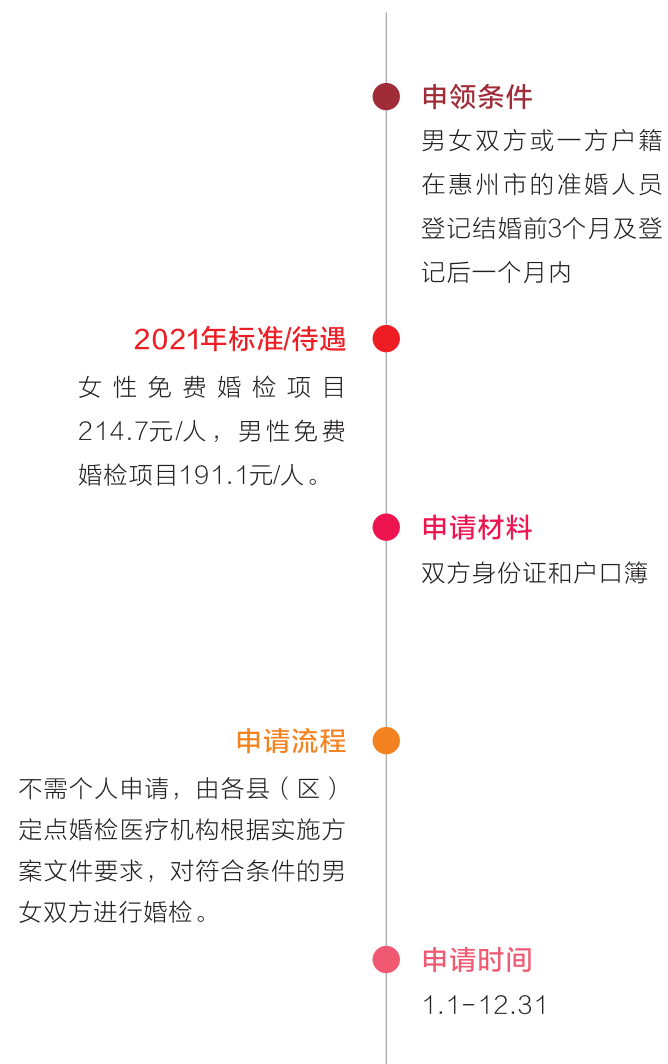 申领条件
男女双方或一方户籍
在惠州市的准婚人员
登记结婚前3个月及登
记后一个月内
2021年标准/待遇
女性免费婚检项目
214.7元/人，男性免费
婚检项目191.1元/人。
申请材料
双方身份证和户口簿
申请流程
不需个人申请，由各县（区）
定点婚检医疗机构根据实施方
案文件要求，对符合条件的男
女双方进行婚检。
申请时间
1.1-12.31